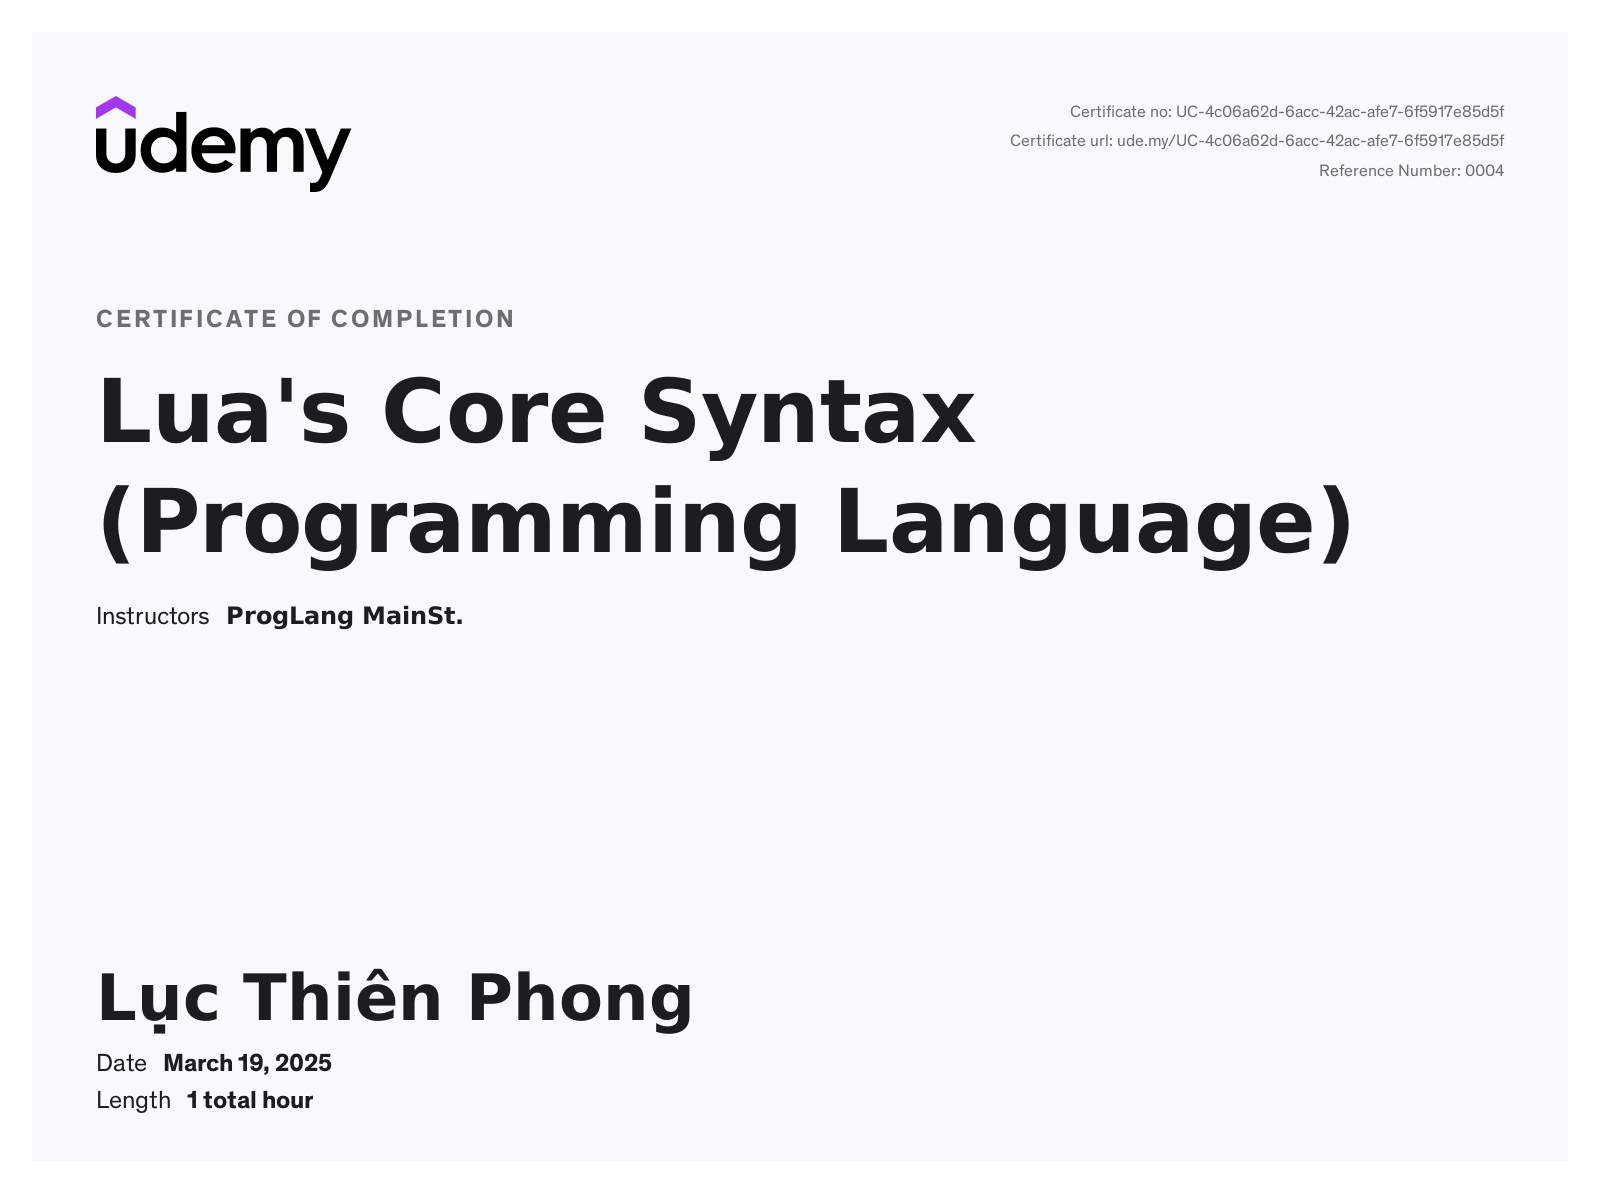 udemy
Certificate no: UC-4c06a62d-6acc-42ac-afe7-6f5917e85d5f
Certificate url: ude.my/UC-4c06a62d-6acc-42ac-afe7-6f5917e85d5f
Reference Number: 0004
CERTIFICATE OF COMPLETION
Lua's Core Syntax
(Programming Language)
Instructors ProgLang MainSt.
Lục Thiên Phong
Date March 19, 2025
Length 1 total hour